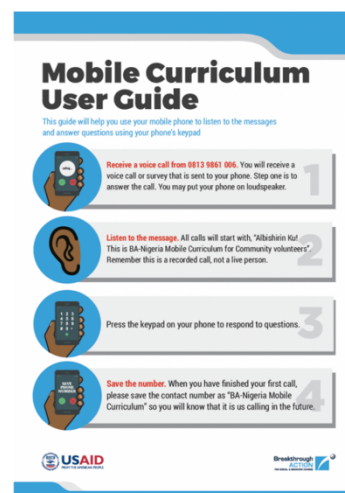 Mobile Curriculum
User Guide
This guide will help you use your mobile phone to listen to the messages
and answer questions using your phone's keypad
Receive a voice call from 0813 9861 006. You will receive a
voice call or survey that is sent to your phone. Step one is to
answer the call. You may put your phone on loudspeaker.
1
Listen to the message. All calls will start with, "Albishirin Ku!
This is BA-Nigeria Mobile Curriculum for Community volunteers".
Remember this is a recorded call, not a live person.
2
Press the keypad on your phone to respond to questions.
3
SAVE
PHONE
NUMBER
Save the number. When you have finished your first call,
please save the contact number as "BA-Nigeria Mobile
Curriculum" so you will know that it is us calling in the future.
4
USAID
FROM THE AMERICAN PEOPLE
Breakthrough
ACTION